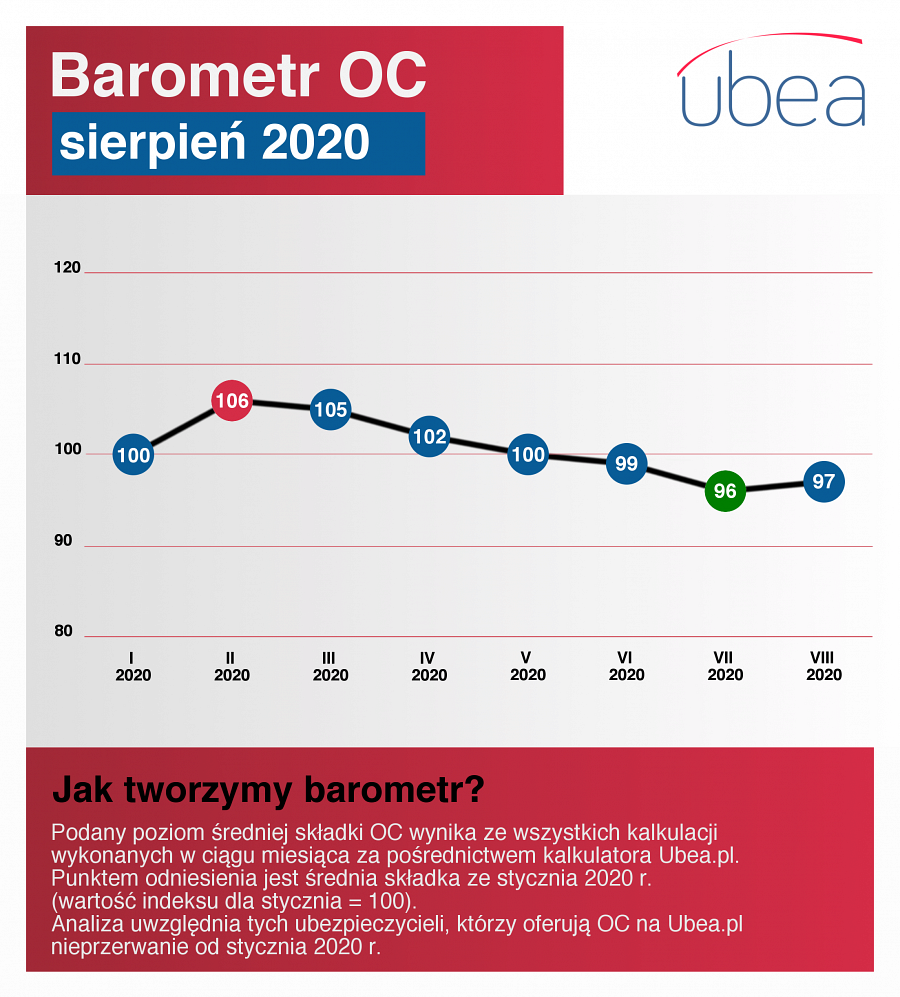 Barometr OC
sierpień 2020
ubea
120
110
100
90
80
100
106
105
102
100
99
96
97
I
2020
II
2020
III
2020
IV
2020
V
2020
VI
2020
VII
2020
VIII
2020
Jak tworzymy barometr?
Podany poziom średniej składki OC wynika ze wszystkich kalkulacji
wykonanych w ciągu miesiąca za pośrednictwem kalkulatora Ubea.pl.
Punktem odniesienia jest średnia składka ze stycznia 2020 r.
(wartość indeksu dla stycznia = 100).
Analiza uwzględnia tych ubezpieczycieli, którzy oferują OC na Ubea.pl
nieprzerwanie od stycznia 2020 r.